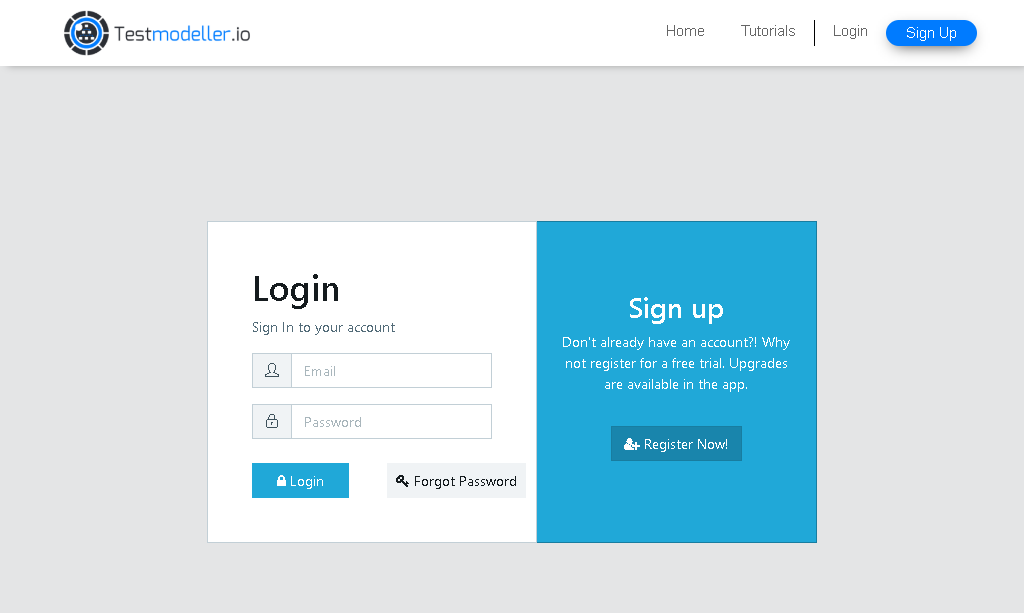 Testmodeller.io
Home
Tutorials
Login
Sign Up
Login
Sign In to your account
Email
Password
Login
Forgot Password
Sign up
Don't already have an account?! Why
not register for a free trial. Upgrades
are available in the app.
Register Now!